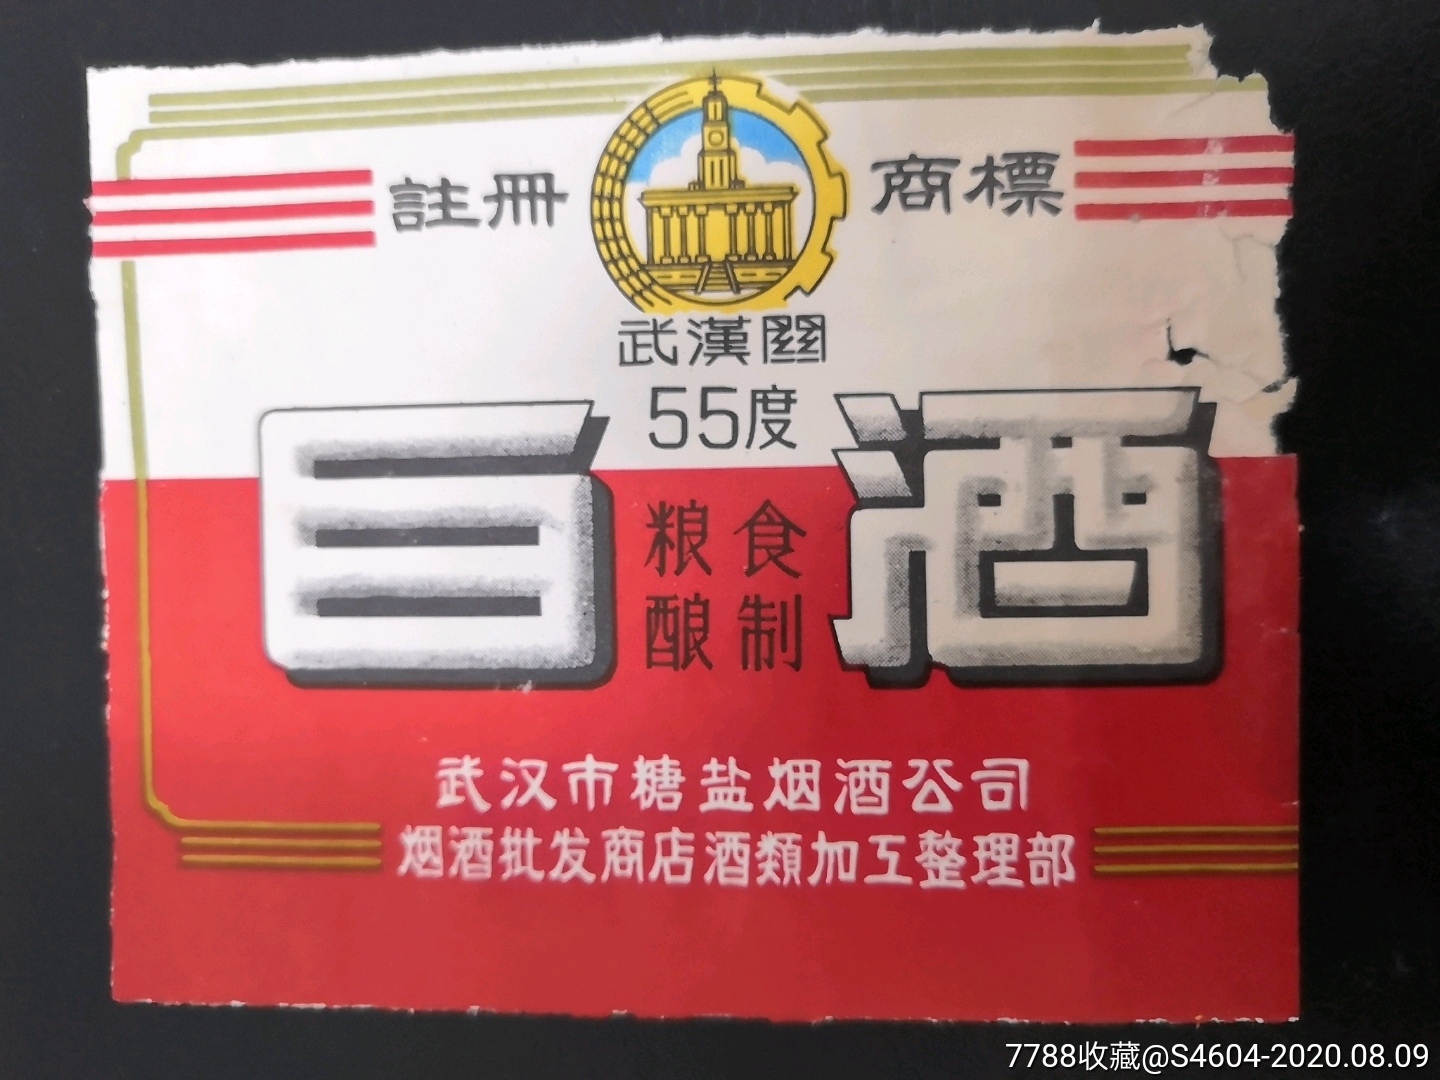 註冊 商標
武漢關
55度
白酒
粮食
酿制
武汉市糖盐烟酒公司
烟酒批发商店酒類加工整理部
7788收藏@S4604-2020.08.09